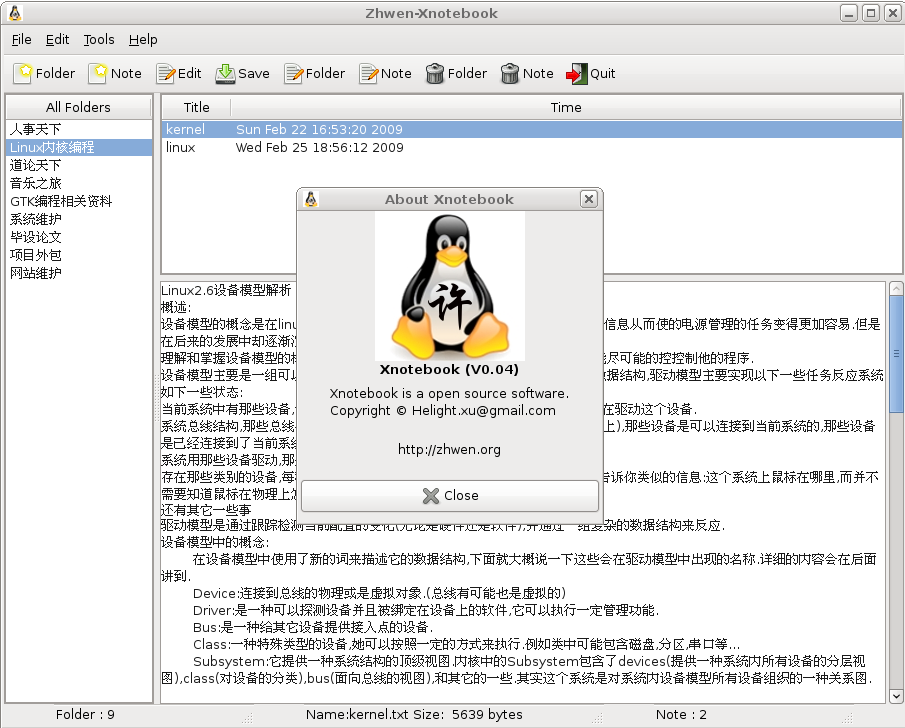 Zhwen-Xnotebook
File Edit Tools Help
Folder Note Edit Save Folder Note Folder Note Quit
All Folders
人事天下
Linux内核编程
道论天下
音乐之旅
GTK编程相关资料
系统维护
毕设论文
项目外包
网站维护
Title Time
kernel Sun Feb 22 16:53:20 2009
linux Wed Feb 25 18:56:12 2009
About Xnotebook
许
Xnotebook (V0.04)
Xnotebook is a open source software.
Copyright © Helight.xu@gmail.com
http://zhwen.org
Close
Linux2.6设备模型解析
概述:
设备模型的概念是在linu 信息从而使的电源管理的任务变得更加容易.但是
在后来的发展中却逐渐
理解和掌握设备模型的 尽可能的控控制他的程序.
设备模型主要是一组可 数据结构,驱动模型主要实现以下一些任务反应系统
如下一些状态:
当前系统中有那些设备, 在驱动这个设备.
系统总线结构,那些总线 上),那些设备是可以连接到当前系统的,那些设备
是已经连接到了当前系统
系统用那些设备驱动,那
存在那些类别的设备,每 告诉你类似的信息:这个系统上鼠标在哪里,而并不
需要知道鼠标在物理上
还有其它一些事
驱动模型是通过跟踪检测当前配置的变化(无论是硬件还是软件),并通过一组复杂的数据结构来反应.
设备模型中的概念:
在设备模型中使用了新的词来描述它的数据结构,下面就大概说一下这些会在驱动模型中出现的名称.详细的内容会在后面
讲到.
Device:连接到总线的物理或是虚拟对象.(总线有可能也是虚拟的)
Driver:是一种可以探测设备并且被绑定在设备上的软件,它可以执行一定管理功能.
Bus:是一种给其它设备提供接入点的设备.
Class:一种特殊类型的设备,她可以按照一定的方式来执行.例如类中可能包含磁盘,分区,串口等...
Subsystem:它提供一种系统结构的顶级视图.内核中的Subsystem包含了devices(提供一种系统内所有设备的分层视
图),class(对设备的分类),bus(面向总线的视图),和其它的一些.其实这个系统是对系统内设备模型所有设备组织的一种关系图.
Folder : 9 Name:kernel.txt Size: 5639 bytes Note : 2